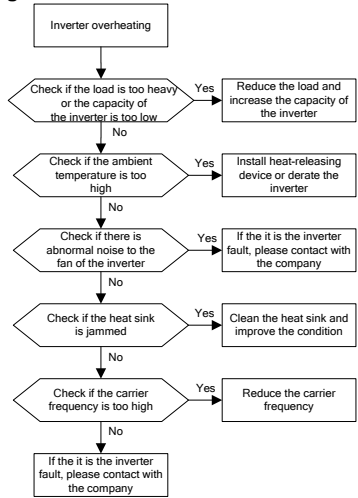 Inverter overheating
Check if the load is too heavy
or the capacity of
the inverter is too low
Yes
Reduce the load and
increase the capacity of
the inverter
No
Check if the ambient
temperature is too
high
Yes
Install heat-releasing
device or derate the
inverter
No
Check if there is
abnormal noise to the
fan of the inverter
Yes
If the it is the inverter
fault, please contact with
the company
No
Check if the heat sink
is jammed
Yes
Clean the heat sink and
improve the condition
No
Check if the carrier
frequency is too high
Yes
Reduce the carrier
frequency
No
If the it is the inverter
fault, please contact with
the company